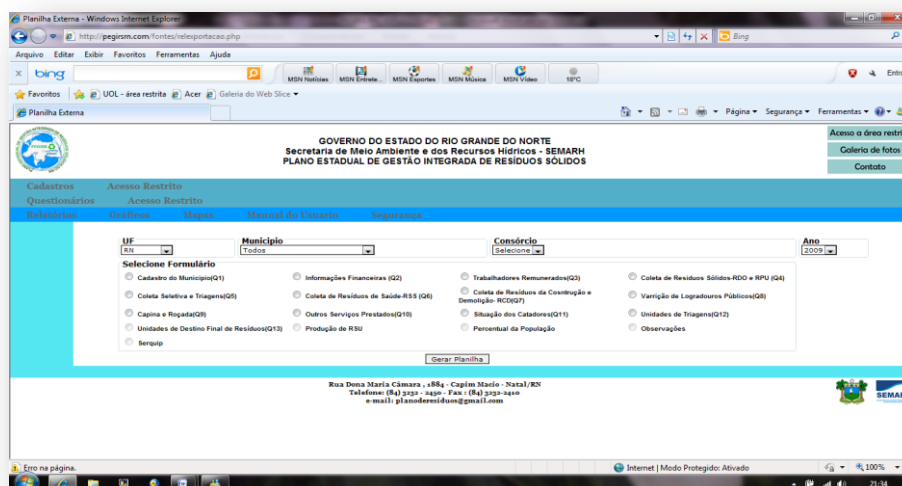 Planilha Externa - Windows Internet Explorer
http://pegirsm.com/fontes/relexportacao.php
Bing
Arquivo Editar Exibir Favoritos Ferramentas Ajuda
x bing MSN Notícias MSN Entrete... MSN Esportes MSN Música MSN Vídeo 18°C Entr
Favoritos UOL - área restrita Acer Galeria do Web Slice
Planilha Externa Página Segurança Ferramentas
GOVERNO DO ESTADO DO RIO GRANDE DO NORTE
Secretaria de Meio Ambiente e dos Recursos Hídricos - SEMARH
PLANO ESTADUAL DE GESTÃO INTEGRADA DE RESÍDUOS SÓLIDOS
Acesso a área restri
Galeria de fotos
Contato
Cadastros Acesso Restrito
Questionários Acesso Restrito
Relatórios Gráficos Mapas Manual do Usuario Segurança
UF Municipio Consórcio Ano
RN Todos Selecione 2009
Selecione Formulário
Cadastro do Municipio(Q1) Informações Financeiras (Q2) Trabalhadores Remunerados(Q3) Coleta de Resíduos Sólidos-RDO e RPU (Q4)
Coleta Seletiva e Triagens(Q5) Coleta de Resíduos de Saúde-RSS (Q6) Coleta de Resíduos da Cosntrução e Demolição- RCD(Q7) Varrição de Logradouros Públicos(Q8)
Capina e Roçada(Q9) Outros Serviços Prestados(Q10) Situação dos Catadores(Q11) Unidades de Triagens(Q12)
Unidades de Destino Final de Resíduos(Q13) Produção de RSU Percentual da População Observações
Serquip
Gerar Planilha
Rua Dona Maria Câmara , 1884 - Capim Macio - Natal/RN
Telefone: (84) 3232 - 2450 - Fax : (84) 3232-2410
e-mail: planoderesiduos@gmail.com
SEMAR
Erro na página. Internet | Modo Protegido: Ativado 100%
21:34